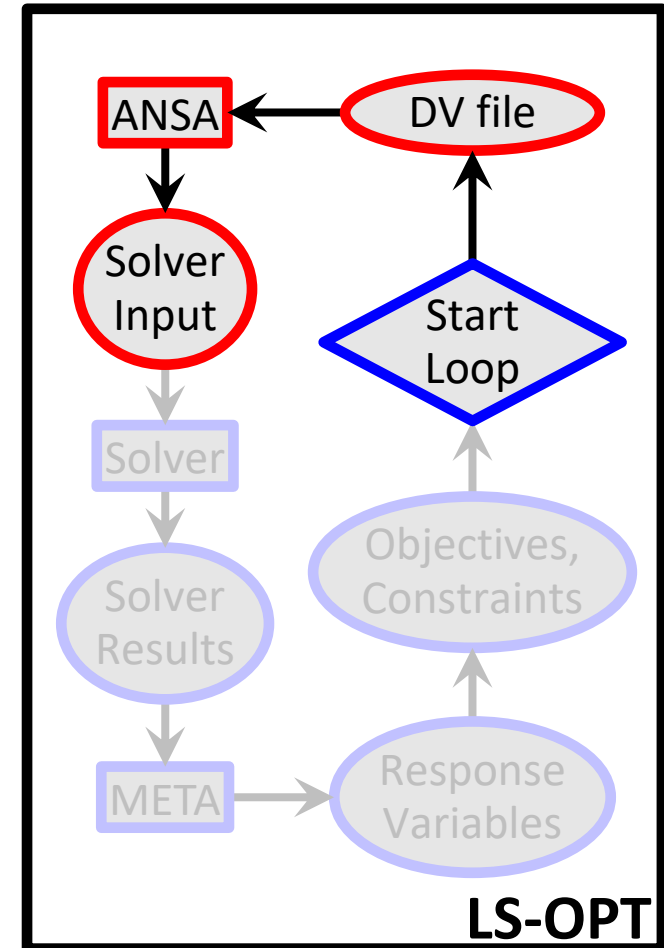 ANSA
DV file
Solver
Input
Start
Loop
Solver
Objectives,
Constraints
Solver
Results
META
Response
Variables
LS-OPT